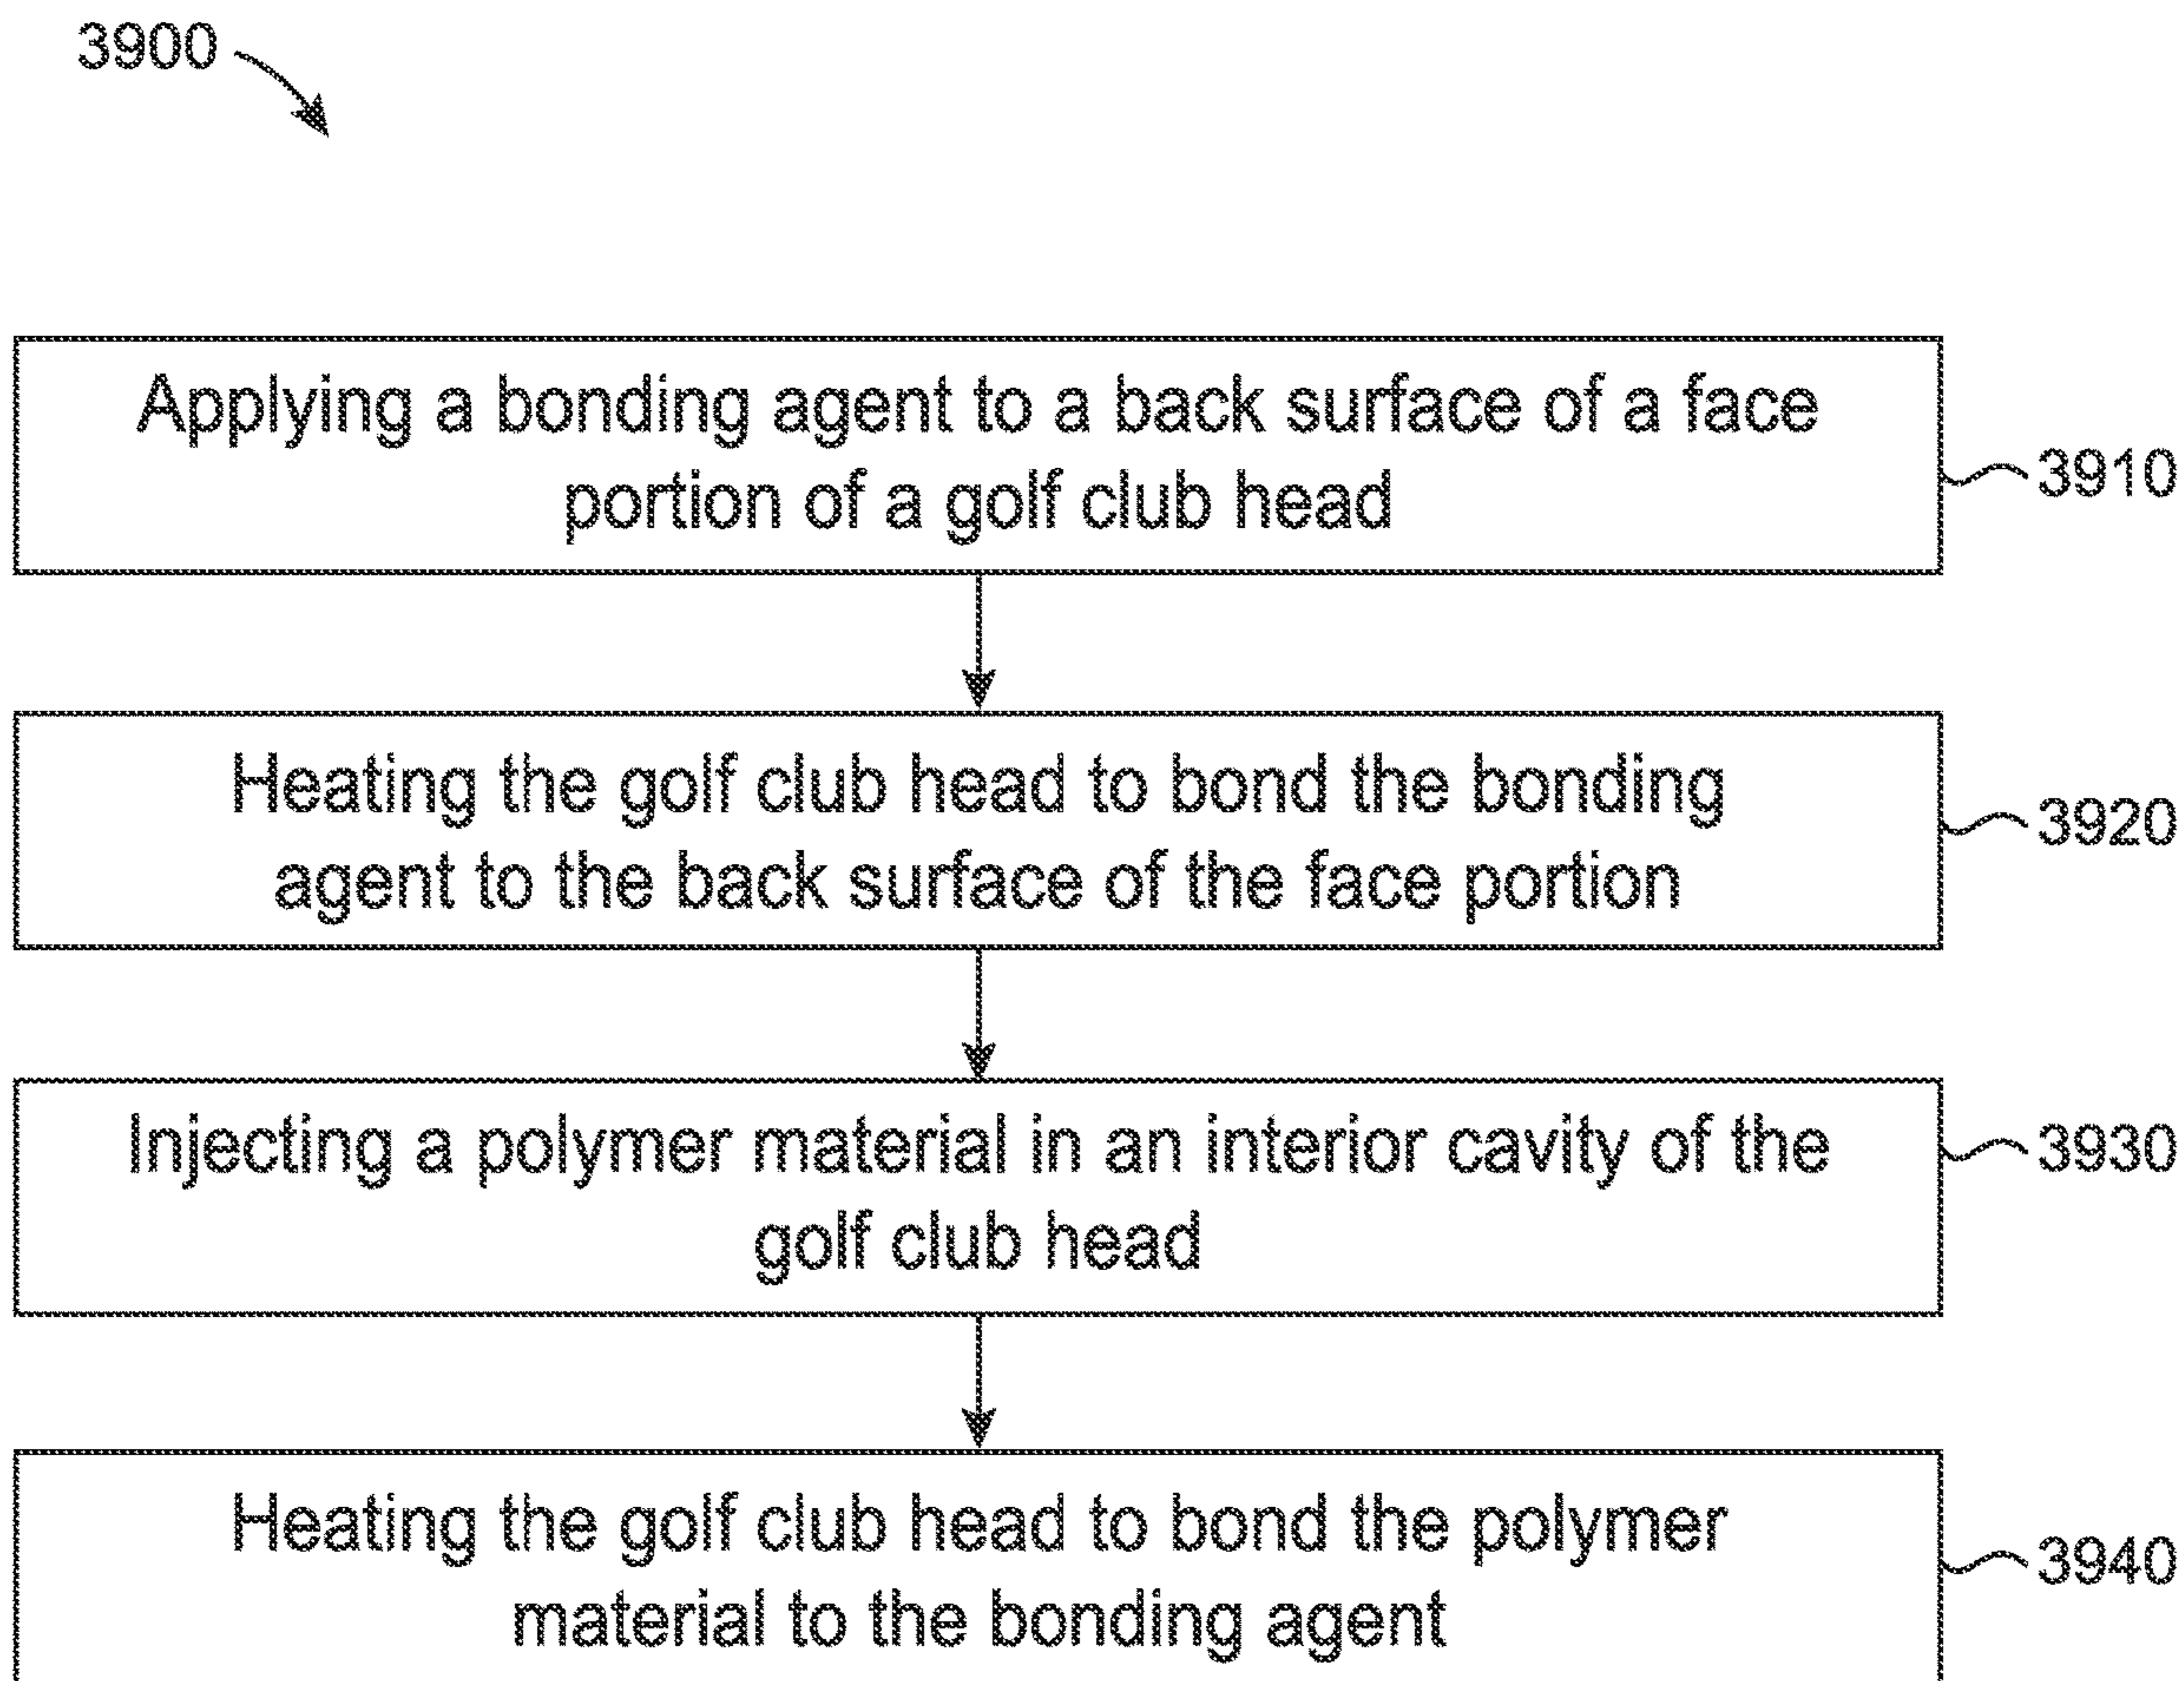 3900
Applying a bonding agent to a back surface of a face
portion of a golf club head
3910
Heating the golf club head to bond the bonding
agent to the back surface of the face portion
3920
Injecting a polymer material in an interior cavity of the
golf club head
3930
Heating the golf club head to bond the polymer
material to the bonding agent
3940